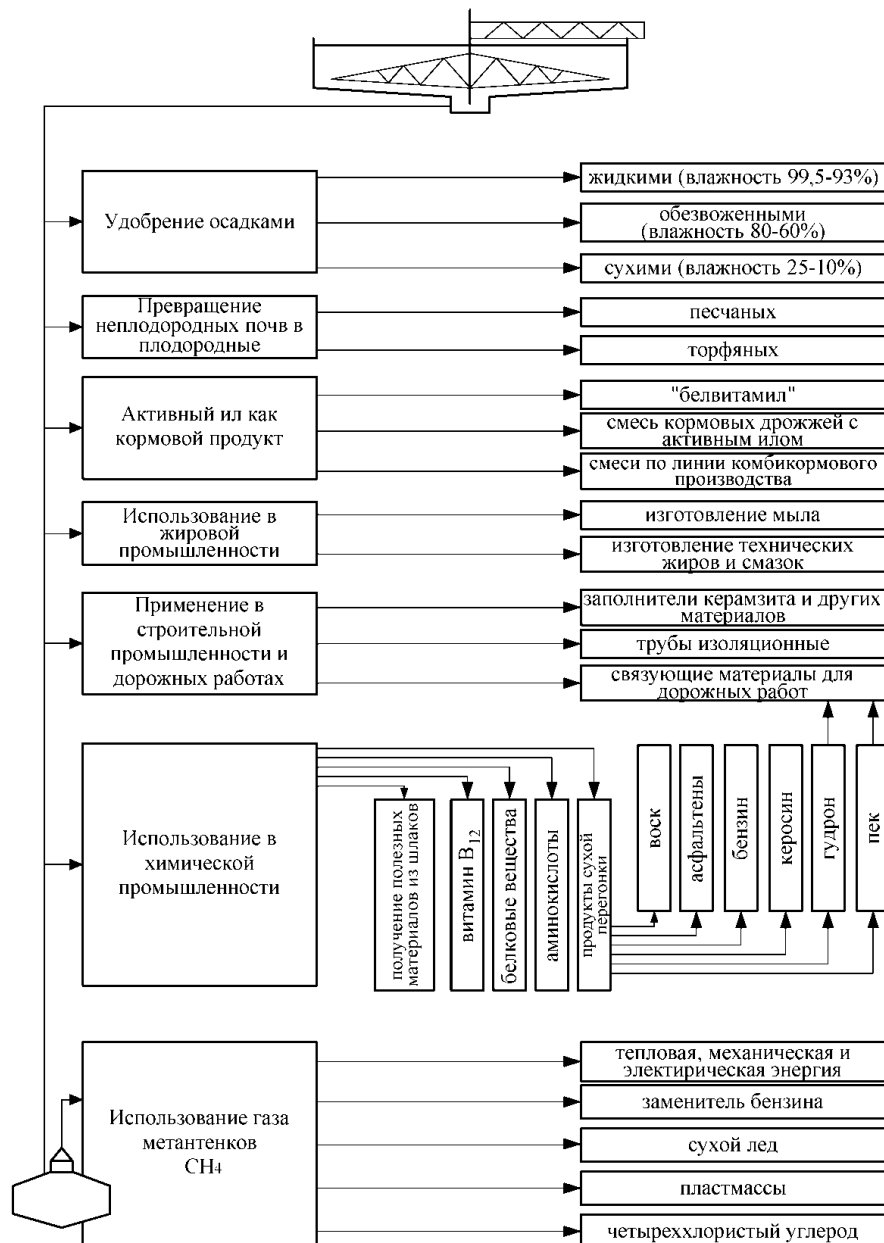 Удобрение осадками
жидкими (влажность 99,5-93%)
обезвоженными
(влажность 80-60%)
сухими (влажность 25-10%)
Превращение
неплодородных почв в
плодородные
песчаных
торфяных
Активный ил как
кормовой продукт
"белвитамил"
смесь кормовых дрожжей с
активным илом
смеси по линии комбикормового
производства
Использование в
жировой
промышленности
изготовление мыла
изготовление технических
жиров и смазок
Применение в
строительной
промышленности и
дорожных работах
заполнители керамзита и других
материалов
трубы изоляционные
связующие материалы для
дорожных работ
Использование в
химической
промышленности
получение полезных
материалов из шлаков
витамин B12
белковые вещества
аминокислоты
продукты сухой
перегонки
воск
асфальтены
бензин
керосин
гудрон
пек
Использование газа
метантенков
CH4
тепловая, механическая и
электирическая энергия
заменитель бензина
сухой лед
пластмассы
четыреххлористый углерод